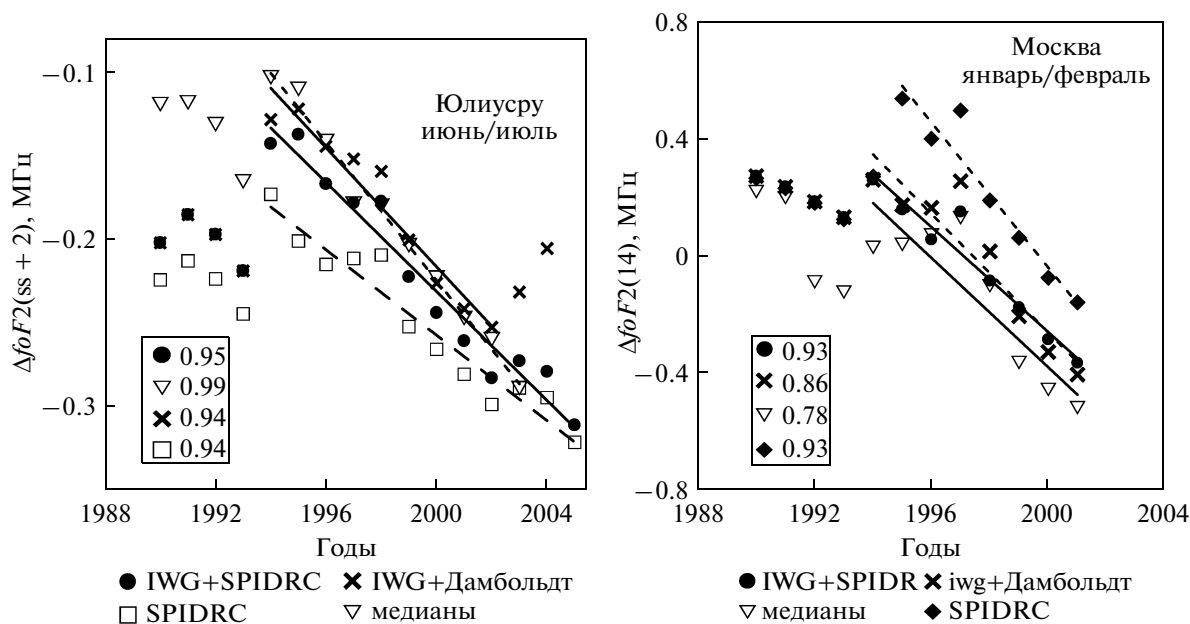 Юлиусру
июнь/июль
ΔfoF2(ss + 2), МГц
−0.1
−0.2
−0.3
0.95
0.99
0.94
0.94
1988 1992 1996 2000 2004
Годы
IWG+SPIDRC IWG+Дамбольдт
SPIDRC медианы
Москва
январь/февраль
ΔfoF2(14), МГц
0.8
0.4
0
−0.4
−0.8
0.93
0.86
0.78
0.93
1988 1992 1996 2000 2004
Годы
IWG+SPIDR iwg+Дамбольдт
медианы SPIDRC